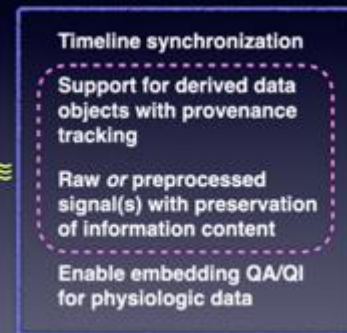 Timeline synchronization
Support for derived data
objects with provenance
tracking
Raw or preprocessed
signal(s) with preservation
of information content
Enable embedding QA/QI
for physiologic data